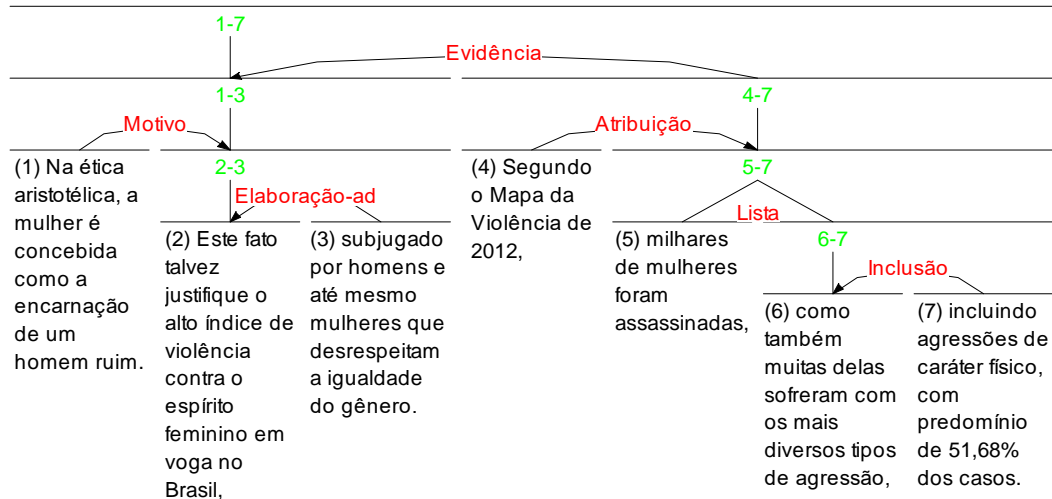 1-7
Evidência
1-3
4-7
Motivo
Atribuição
(1) Na ética
aristotélica, a
mulher é
concebida
como a
encarnação
de um
homem ruim.
2-3
Elaboração-ad
(2) Este fato
talvez
justifique o
alto índice de
violência
contra o
espírito
feminino em
voga no
Brasil,
(3) subjugado
por homens e
até mesmo
mulheres que
desrespeitam
a igualdade
do gênero.
(4) Segundo
o Mapa da
Violência de
2012,
5-7
Lista
(5) milhares
de mulheres
foram
assassinadas,
6-7
Inclusão
(6) como
também
muitas delas
sofreram com
os mais
diversos tipos
de agressão,
(7) incluindo
agressões de
caráter físico,
com
predomínio
de 51,68%
dos casos.